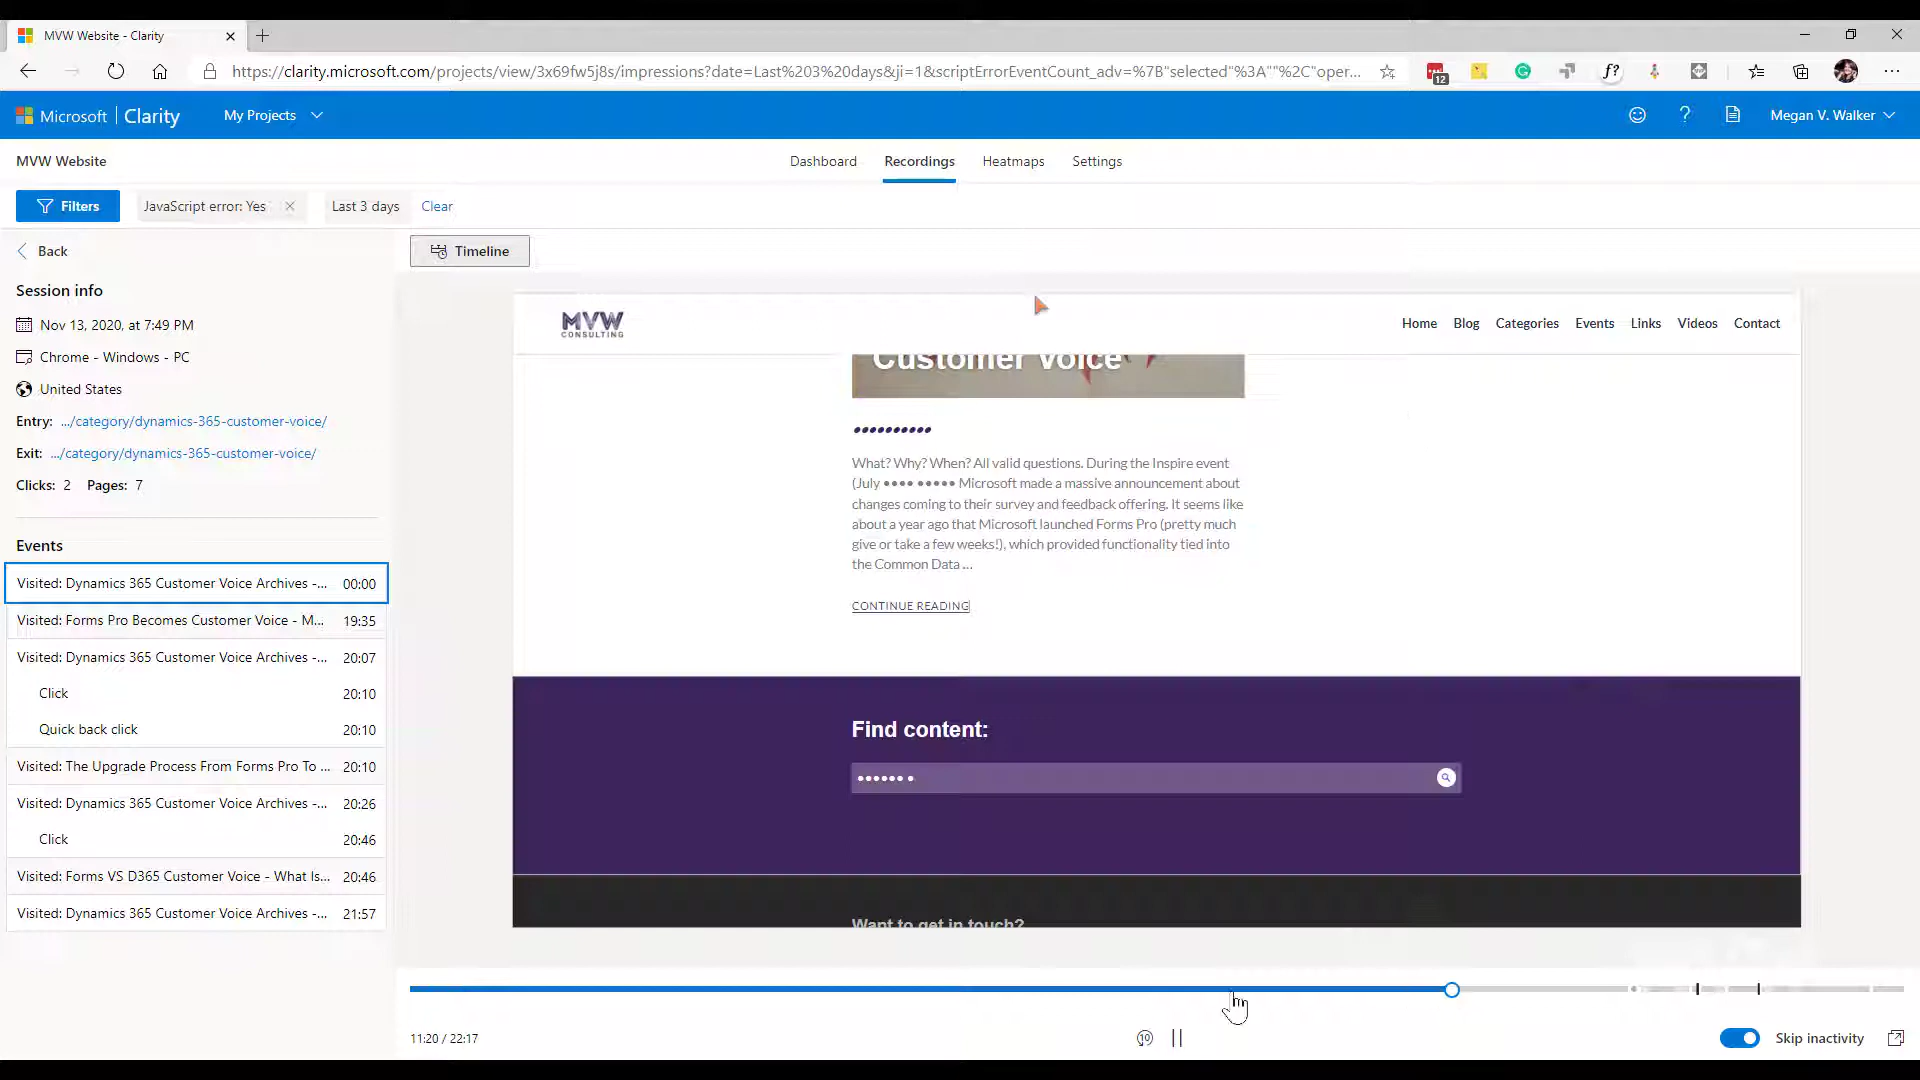 MVW Website - Clarity
https://clarity.microsoft.com/projects/view/3x69fw5j8s/impressions?date=Last%203%20days&ji=1&scriptErrorEventCount_adv=%7B"selected"%3A""%2C"oper...
12
f?
Microsoft | Clarity
My Projects
?
Megan V. Walker
MVW Website
Dashboard
Recordings
Heatmaps
Settings
Filters
JavaScript error: Yes
Last 3 days
Clear
Back
Timeline
Session info
Nov 13, 2020, at 7:49 PM
Chrome - Windows - PC
United States
Entry: .../category/dynamics-365-customer-voice/
Exit: .../category/dynamics-365-customer-voice/
Clicks: 2 Pages: 7
Events
Visited: Dynamics 365 Customer Voice Archives -... 00:00
Visited: Forms Pro Becomes Customer Voice - M... 19:35
Visited: Dynamics 365 Customer Voice Archives -... 20:07
Click 20:10
Quick back click 20:10
Visited: The Upgrade Process From Forms Pro To ... 20:10
Visited: Dynamics 365 Customer Voice Archives -... 20:26
Click 20:46
Visited: Forms VS D365 Customer Voice - What Is... 20:46
Visited: Dynamics 365 Customer Voice Archives -... 21:57
MVW
CONSULTING
Home Blog Categories Events Links Videos Contact
Customer Voice
••••••••••
What? Why? When? All valid questions. During the Inspire event
(July •••• ••••• Microsoft made a massive announcement about
changes coming to their survey and feedback offering. It seems like
about a year ago that Microsoft launched Forms Pro (pretty much
give or take a few weeks!), which provided functionality tied into
the Common Data ...
CONTINUE READING
Find content:
•••••• •
Want to get in touch?
11:20 / 22:17
10
Skip inactivity